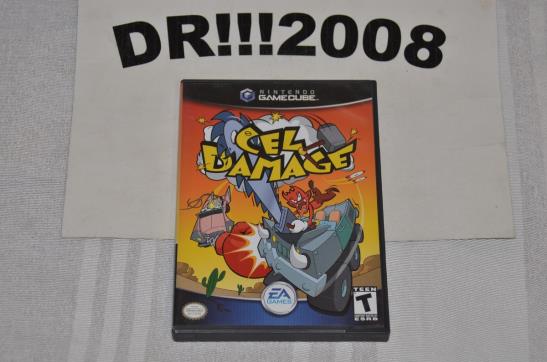 DR!!!2008
NINTENDO
GAMECUBE
CEL
DAMAGE
EA
GAMES
TEEN
T
ESRB